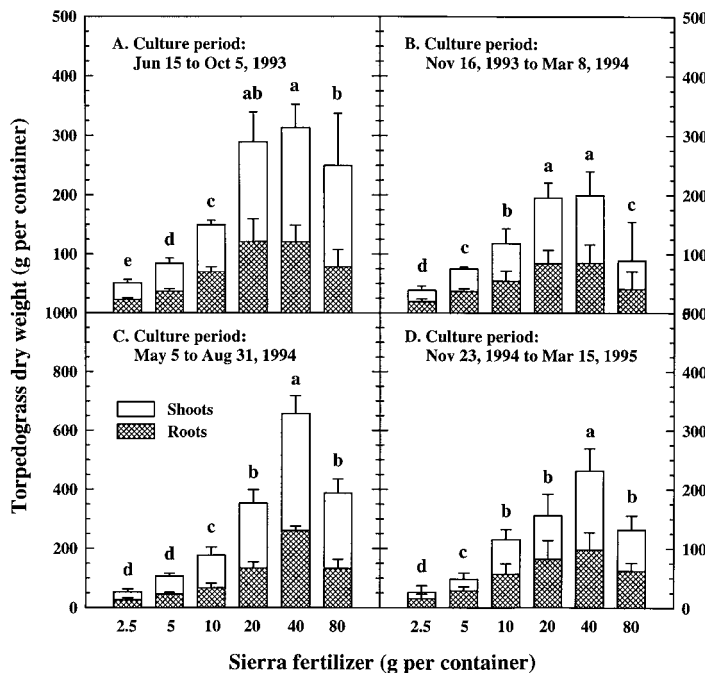 Torpedograss dry weight (g per container)
500
400
300
200
100
1000
A. Culture period:
Jun 15 to Oct 5, 1993
e
d
c
ab
a
b
B. Culture period:
Nov 16, 1993 to Mar 8, 1994
d
c
b
a
a
c
500
400
300
200
100
800
600
400
200
0
C. Culture period:
May 5 to Aug 31, 1994
Shoots
Roots
d
d
c
b
a
b
D. Culture period:
Nov 23, 1994 to Mar 15, 1995
d
c
b
b
a
b
400
300
200
100
0
2.5 5 10 20 40 80 2.5 5 10 20 40 80
Sierra fertilizer (g per container)